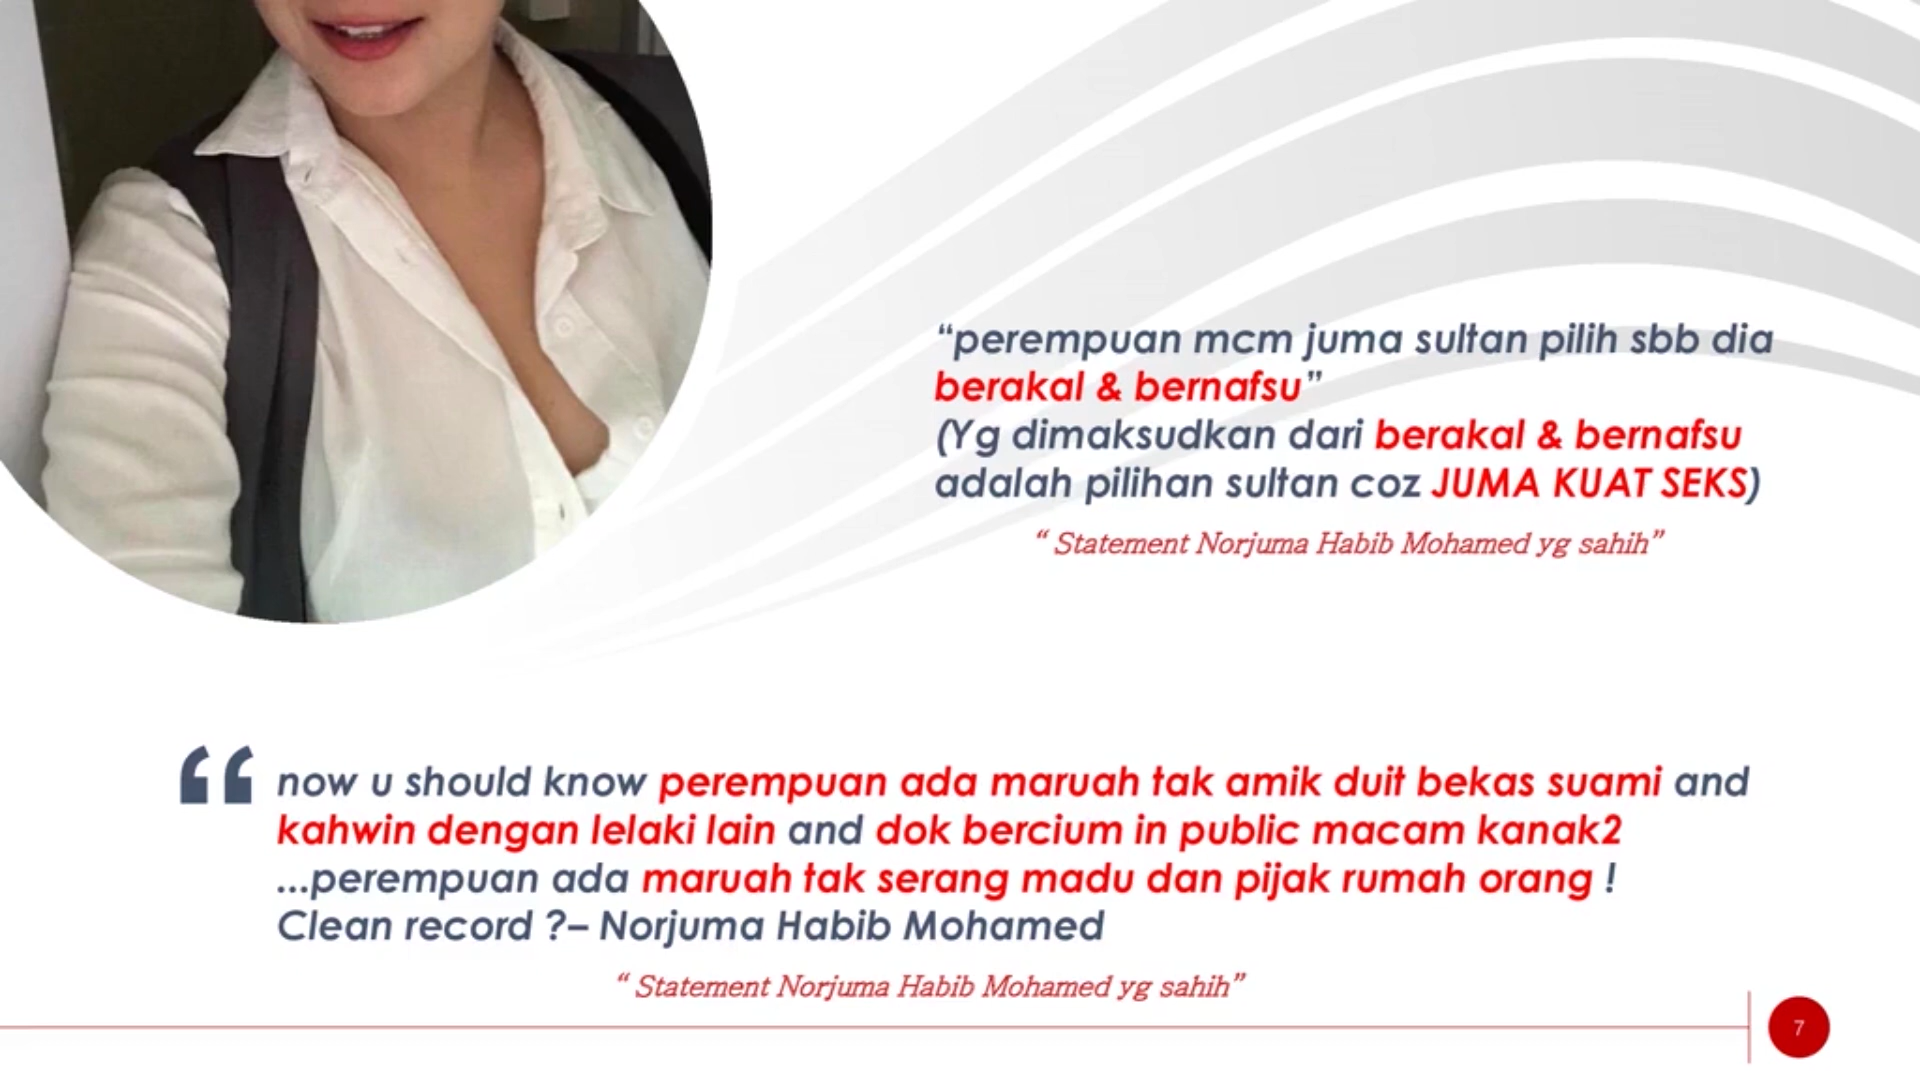 “perempuan mcm juma sultan pilih sbb dia
berakal & bernafsu”
(Yg dimaksudkan dari berakal & bernafsu
adalah pilihan sultan coz JUMA KUAT SEKS)
“ Statement Norjuma Habib Mohamed yg sahih”
“ now u should know perempuan ada maruah tak amik duit bekas suami and
kahwin dengan lelaki lain and dok bercium in public macam kanak2
...perempuan ada maruah tak serang madu dan pijak rumah orang !
Clean record ?– Norjuma Habib Mohamed
“ Statement Norjuma Habib Mohamed yg sahih”
7